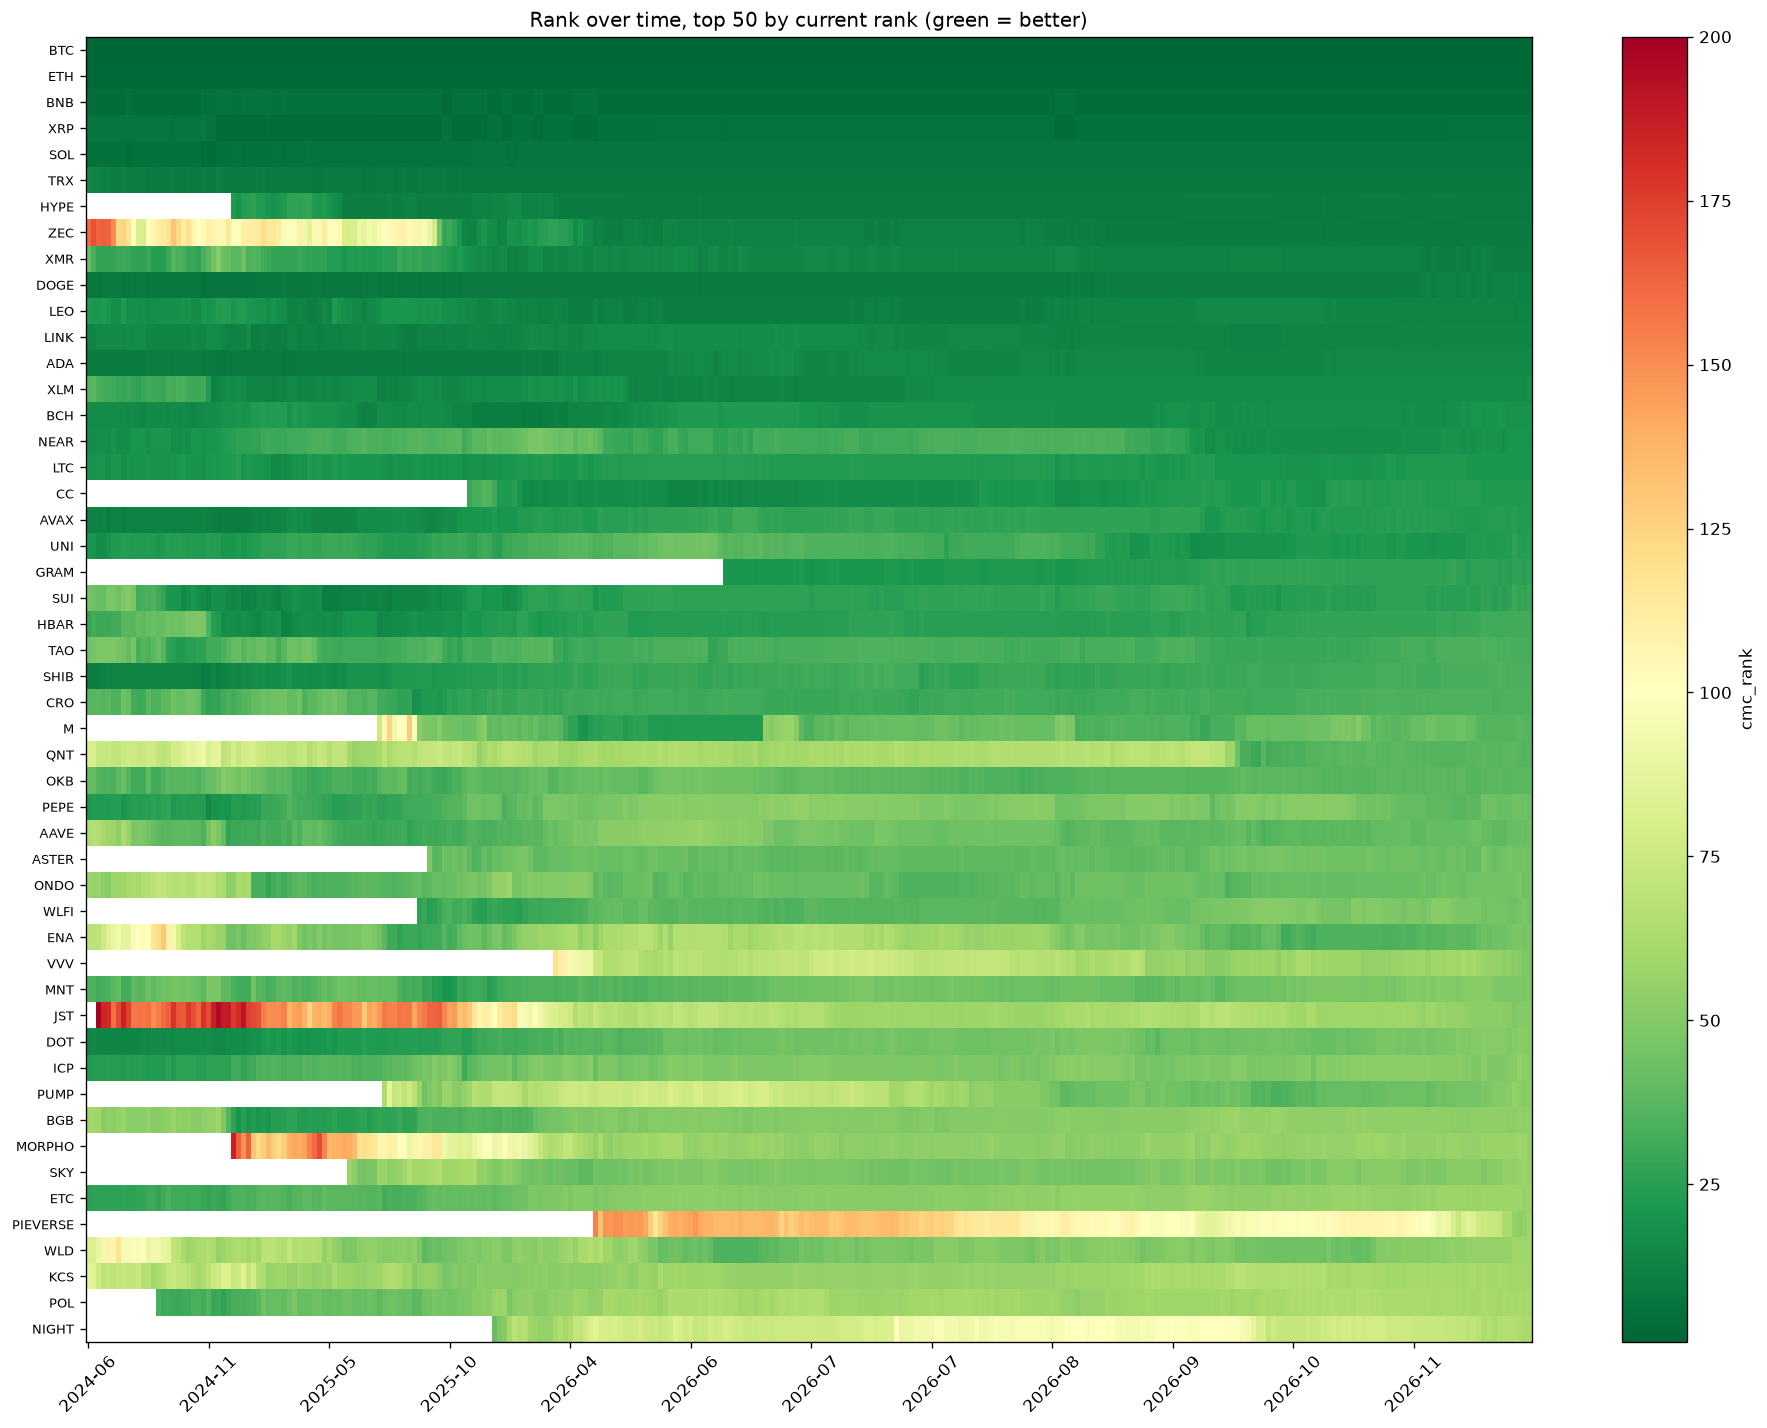 Rank over time, top 50 by current rank (green = better)
BTC
ETH
BNB
XRP
SOL
TRX
HYPE
ZEC
XMR
DOGE
LEO
LINK
ADA
XLM
BCH
NEAR
LTC
CC
AVAX
UNI
GRAM
SUI
HBAR
TAO
SHIB
CRO
M
QNT
OKB
PEPE
AAVE
ASTER
ONDO
WLFI
ENA
VVV
MNT
JST
DOT
ICP
PUMP
BGB
MORPHO
SKY
ETC
PIEVERSE
WLD
KCS
POL
NIGHT
2024-06
2024-11
2025-05
2025-10
2026-04
2026-06
2026-07
2026-07
2026-08
2026-09
2026-10
2026-11
200
175
150
125
100
75
50
25
cmc_rank